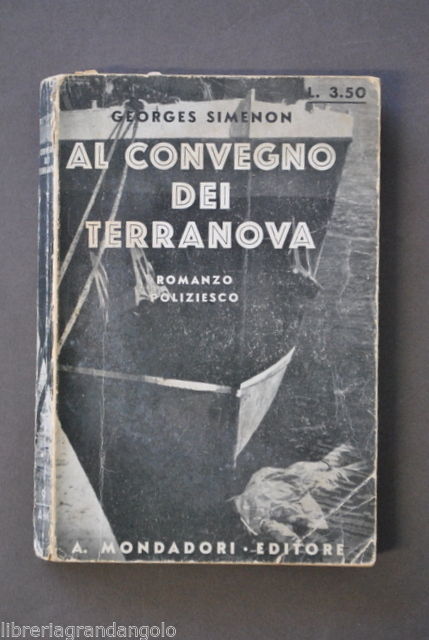 L. 3.50
GEORGES SIMENON
AL CONVEGNO
DEI
TERRANOVA
ROMANZO
POLIZIESCO
A. MONDADORI · EDITORE
libreriagrandangolo